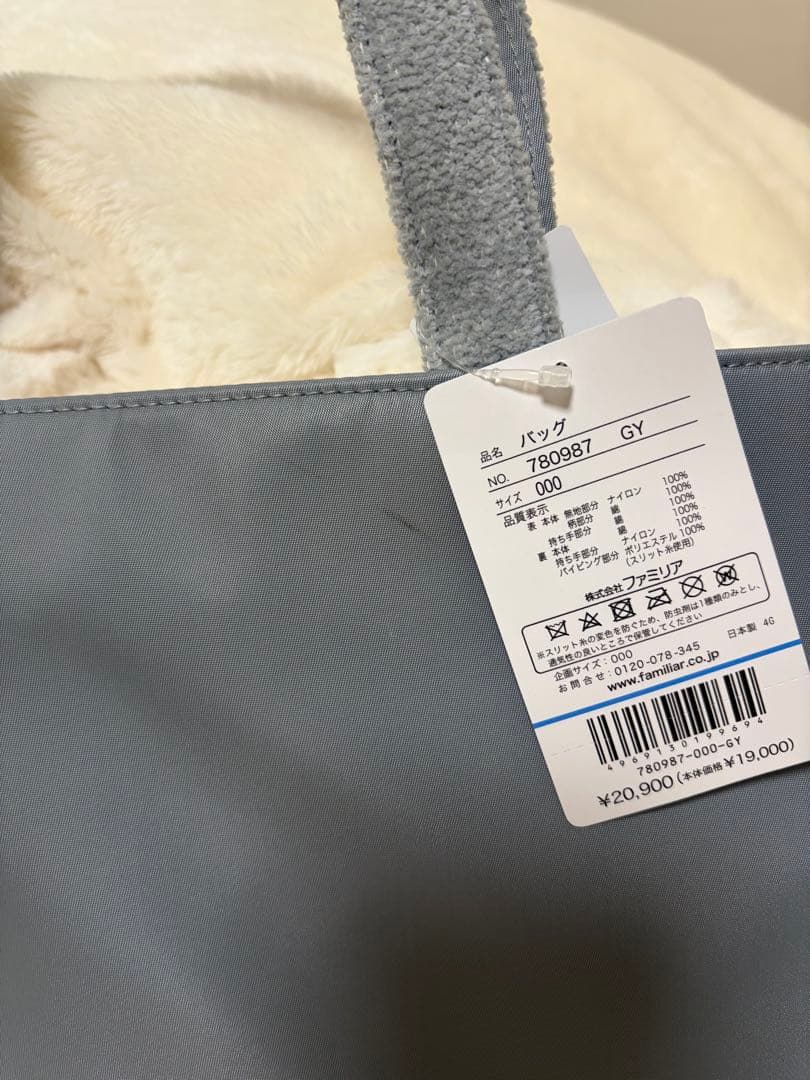 品名 バッグ
NO. 780987 GY
サイズ 000
品質表示
表 本体 無地部分 ナイロン 100%
柄部分 綿 100%
持ち手部分 綿 100%
裏 本体 ナイロン 100%
持ち手部分 綿 100%
パイピング部分 ポリエステル 100%
(スリット糸使用)
株式会社 ファミリア
W
※スリット糸の変色を防ぐため、防虫剤は1種類のみとし、
通気性の良いところで保管してください
企画サイズ：000 日本製 4G
お問合せ：0120-078-345
www.familiar.co.jp
4969130199694
780987-000-GY
¥20,900(本体価格¥19,000)